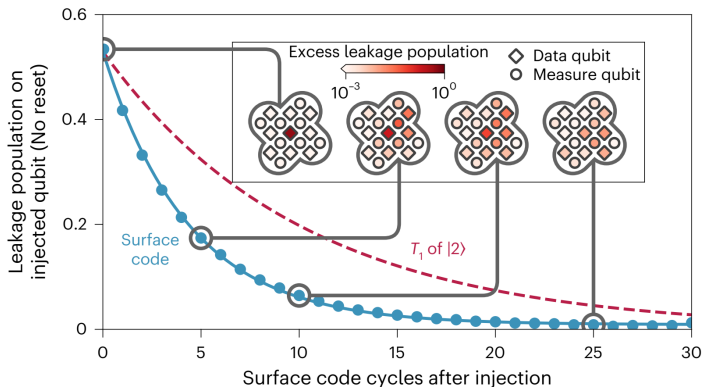 Leakage population on
injected qubit (No reset)
0.6
0.4
0.2
0
Excess leakage population
10⁻³
10⁰
Data qubit
Measure qubit
Surface
code
T₁ of |2⟩
0
5
10
15
20
25
30
Surface code cycles after injection